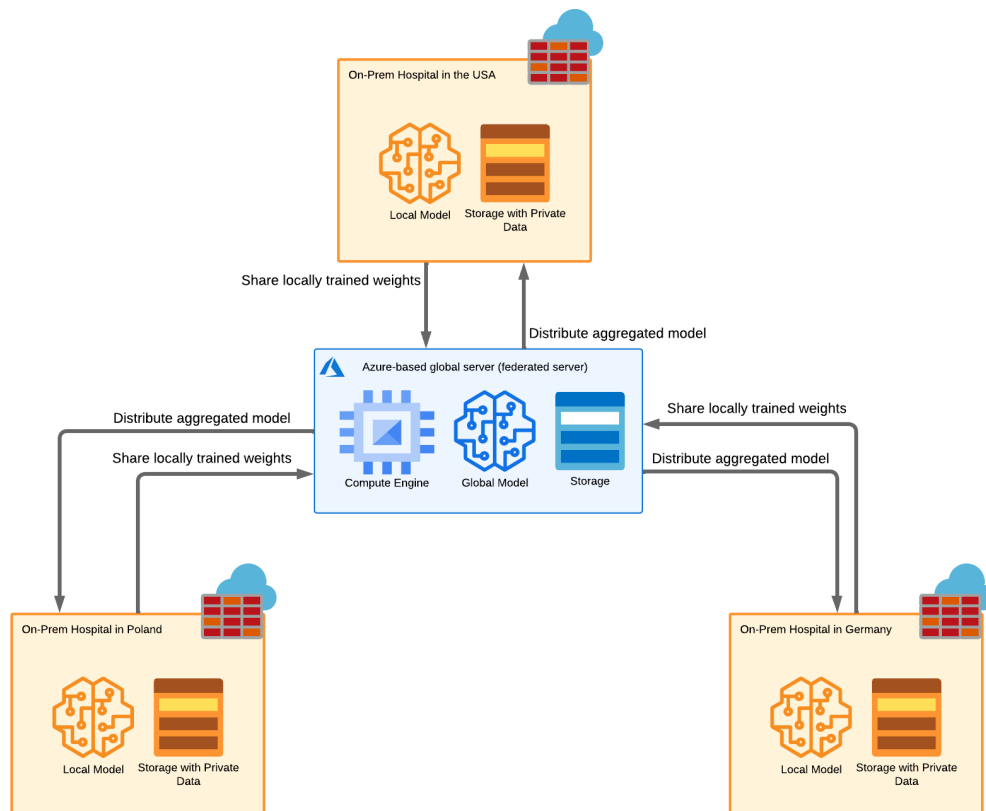 On-Prem Hospital in the USA
Local Model
Storage with Private
Data
Share locally trained weights
Distribute aggregated model
Azure-based global server (federated server)
Compute Engine
Global Model
Storage
Distribute aggregated model
Share locally trained weights
Share locally trained weights
Distribute aggregated model
On-Prem Hospital in Poland
Local Model
Storage with Private
Data
On-Prem Hospital in Germany
Local Model
Storage with Private
Data